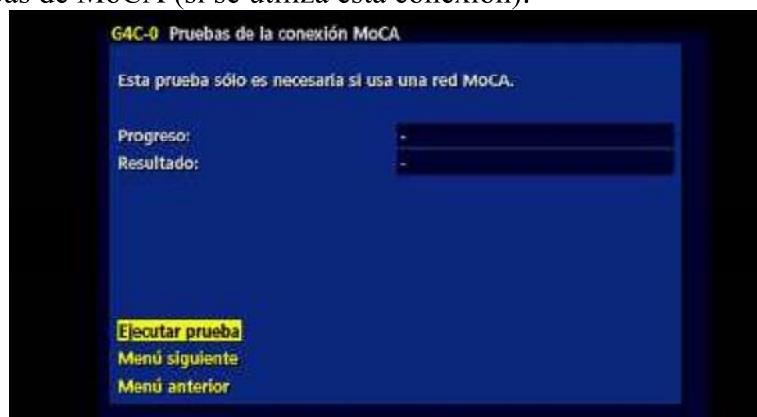 de MoCA (si se utiliza esta conexión).
G4C-0 Pruebas de la conexión MoCA
Esta prueba sólo es necesaria si usa una red MoCA.
Progreso: -
Resultado: -
Ejecutar prueba
Menú siguiente
Menú anterior